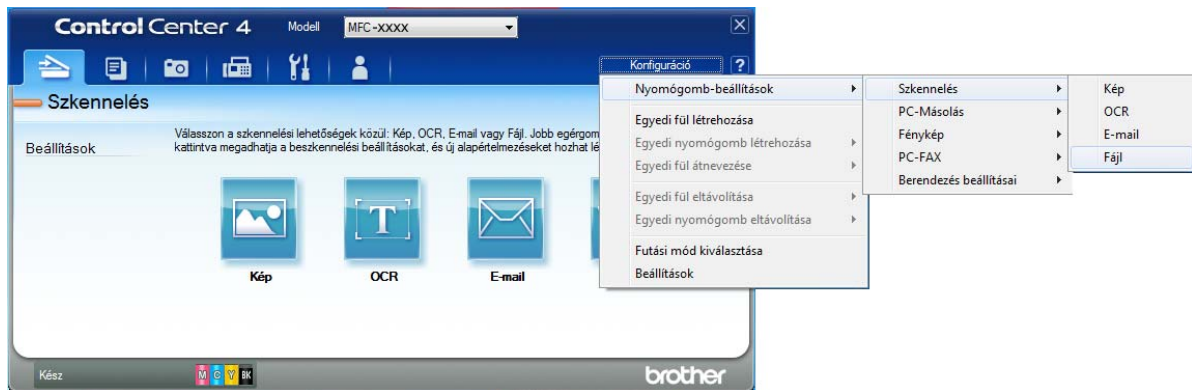 Control Center 4
Modell
MFC-XXXX
Konfiguráció
?
Szkennelés
Beállítások
Válasszon a szkennelési lehetőségek közül: Kép, OCR, E-mail vagy Fájl. Jobb egérgom
kattintva megadhatja a beszkennelési beállításokat, és új alapértelmezéseket hozhat lé
T
Kép
OCR
E-mail
Nyomógomb-beállítások
Egyedi fül létrehozása
Egyedi nyomógomb létrehozása
Egyedi fül átnevezése
Egyedi fül eltávolítása
Egyedi nyomógomb eltávolítása
Futási mód kiválasztása
Beállítások
Szkennelés
PC-Másolás
Fénykép
PC-FAX
Berendezés beállításai
Kép
OCR
E-mail
Fájl
Kész
M C Y BK
brother